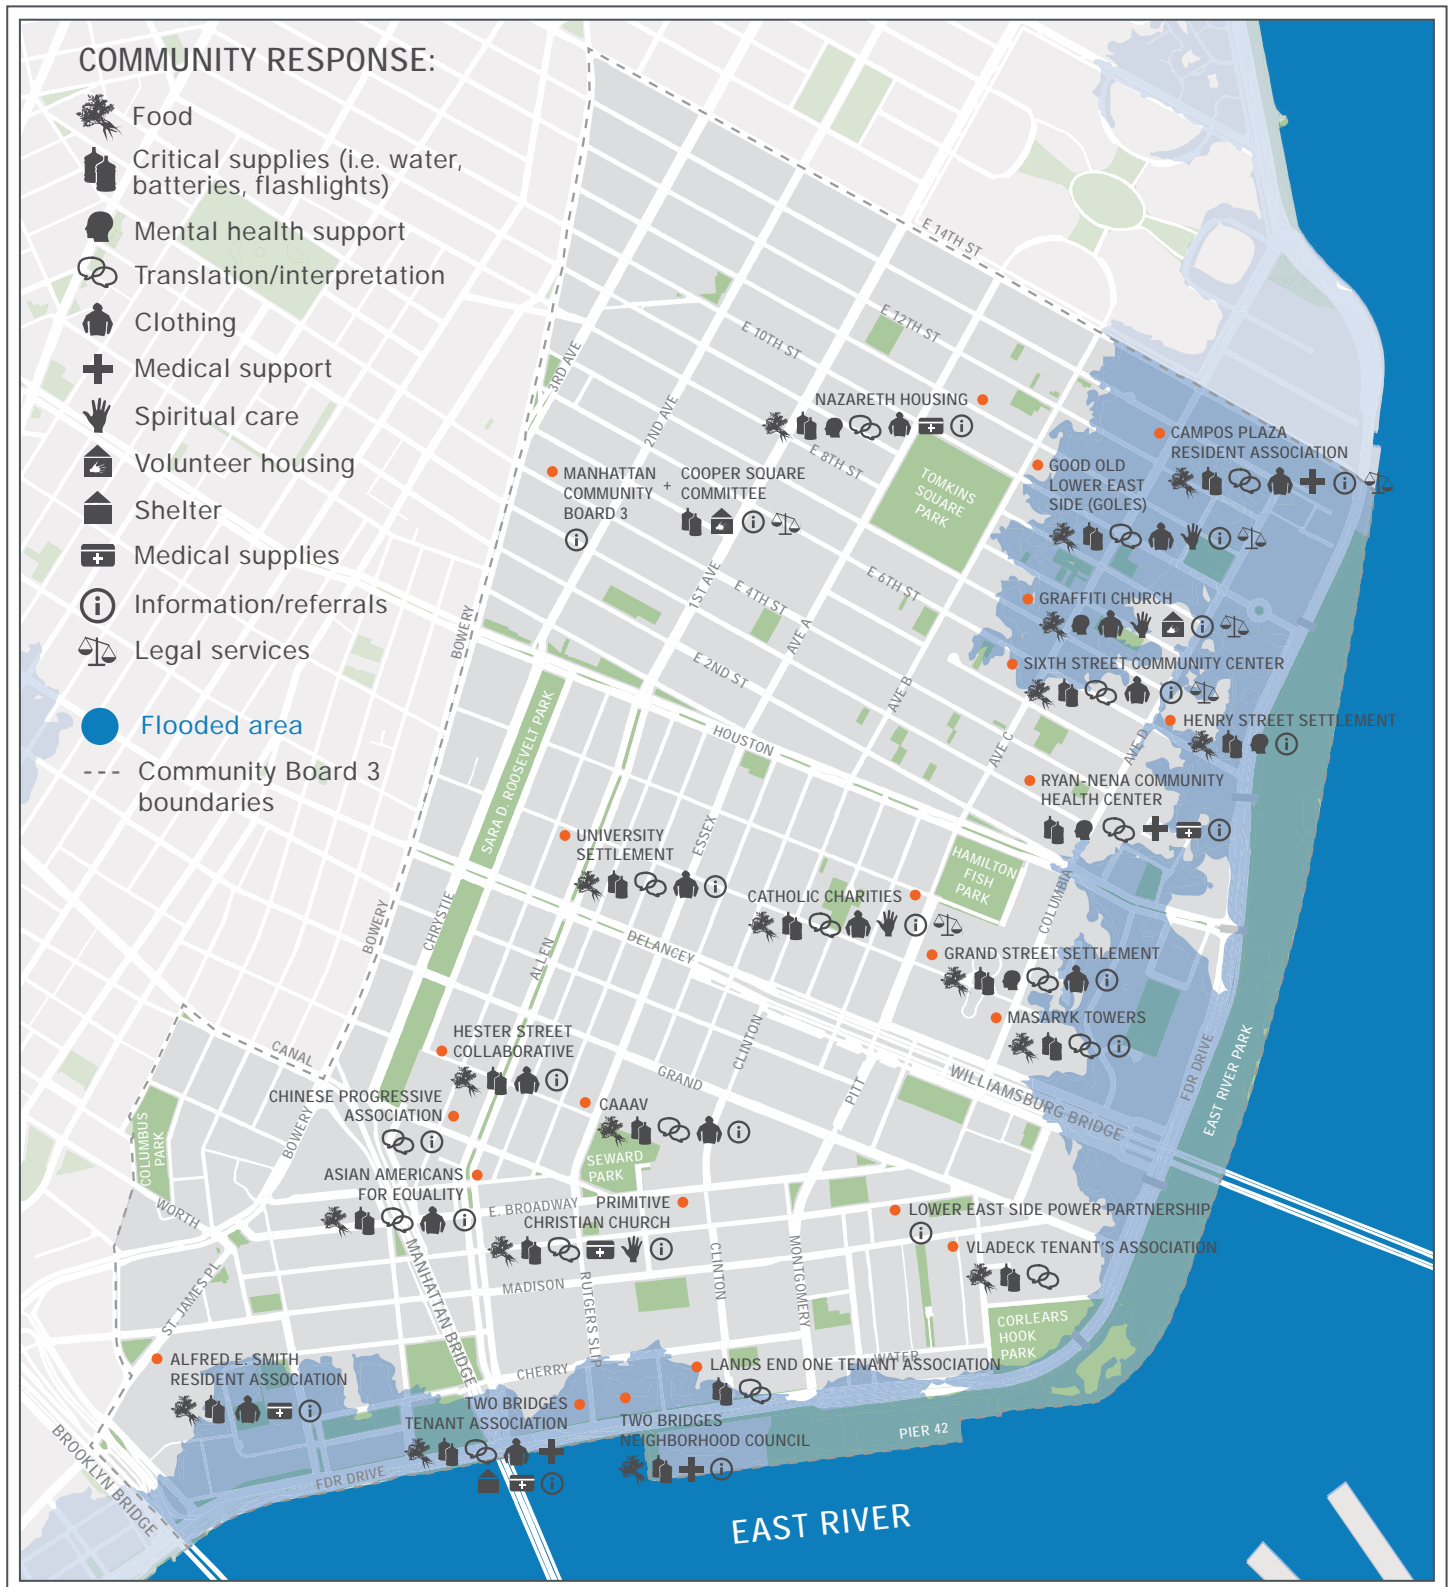 COMMUNITY RESPONSE:
Food
Critical supplies (i.e. water,
batteries, flashlights)
Mental health support
Translation/interpretation
Clothing
Medical support
Spiritual care
Volunteer housing
Shelter
Medical supplies
Information/referrals
Legal services
Flooded area
Community Board 3
boundaries
E 14TH ST
E 12TH ST
E 10TH ST
3RD AVE
2ND AVE
NAZARETH HOUSING
E 8TH ST
TOMKINS
SQUARE
PARK
CAMPOS PLAZA
RESIDENT ASSOCIATION
GOOD OLD
LOWER EAST
SIDE (GOLES)
MANHATTAN
COMMUNITY
BOARD 3
+
COOPER SQUARE
COMMITTEE
1ST AVE
E 6TH ST
E 4TH ST
GRAFFITI CHURCH
BOWERY
AVE A
E 2ND ST
SIXTH STREET COMMUNITY CENTER
AVE B
SARA D. ROOSEVELT PARK
HOUSTON
AVE C
AVE D
HENRY STREET SETTLEMENT
RYAN-NENA COMMUNITY
HEALTH CENTER
UNIVERSITY
SETTLEMENT
ESSEX
HAMILTON
FISH
PARK
CATHOLIC CHARITIES
COLUMBIA
BOWERY
CHRYSTIE
ALLEN
DELANCEY
GRAND STREET SETTLEMENT
MASARYK TOWERS
HESTER STREET
COLLABORATIVE
CANAL
CLINTON
GRAND
PITT
WILLIAMSBURG BRIDGE
FDR DRIVE
EAST RIVER PARK
CHINESE PROGRESSIVE
ASSOCIATION
CAAAV
BOWERY
COLUMBUS
PARK
SEWARD
PARK
ASIAN AMERICANS
FOR EQUALITY
E. BROADWAY
PRIMITIVE
CHRISTIAN CHURCH
WORTH
LOWER EAST SIDE POWER PARTNERSHIP
VLADECK TENANT'S ASSOCIATION
MANHATTAN BRIDGE
MADISON
RUTGERS SLIP
CLINTON
MONTGOMERY
ST. JAMES PL
CORLEARS
HOOK
PARK
ALFRED E. SMITH
RESIDENT ASSOCIATION
CHERRY
WATER
LANDS END ONE TENANT ASSOCIATION
TWO BRIDGES
TENANT ASSOCIATION
TWO BRIDGES
NEIGHBORHOOD COUNCIL
PIER 42
BROOKLYN BRIDGE
FDR DRIVE
EAST RIVER